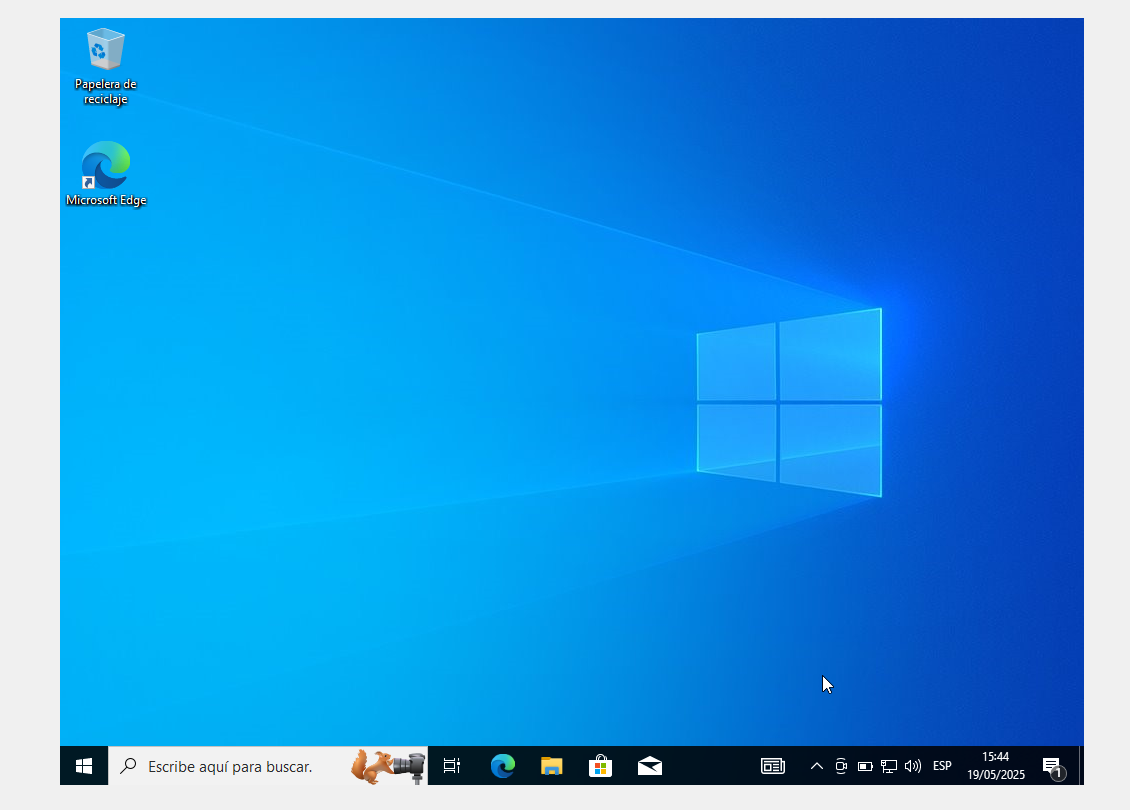 Papelera de
reciclaje
Microsoft Edge
Escribe aquí para buscar.
ESP
15:44
19/05/2025
1